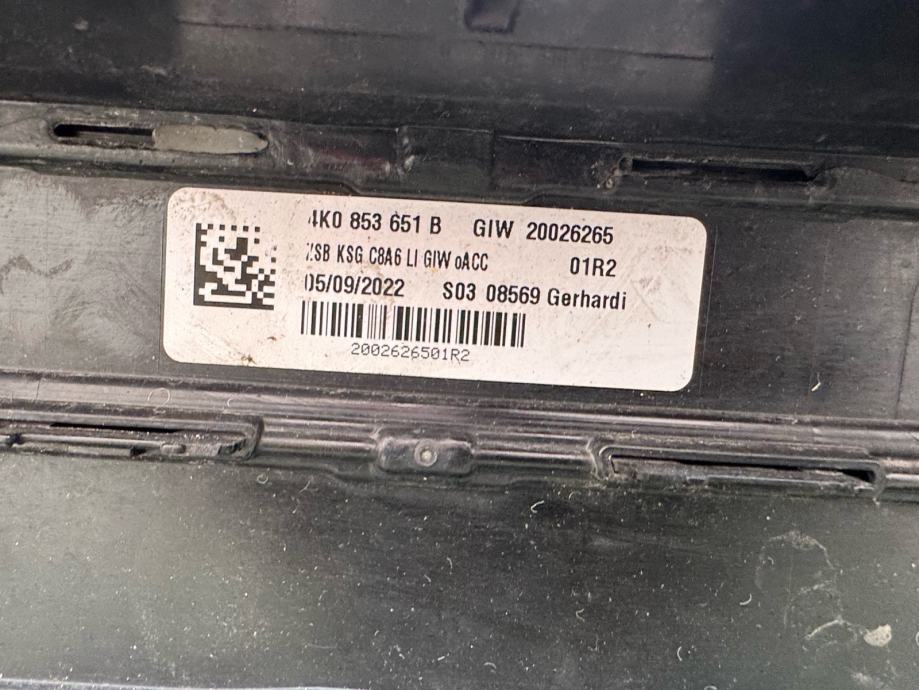 4K0 853 651 B GIW 20026265
ZSB KSG C8A6 LI GIW oACC 01R2
05/09/2022 S03 08569 Gerhardi
2002626501R2